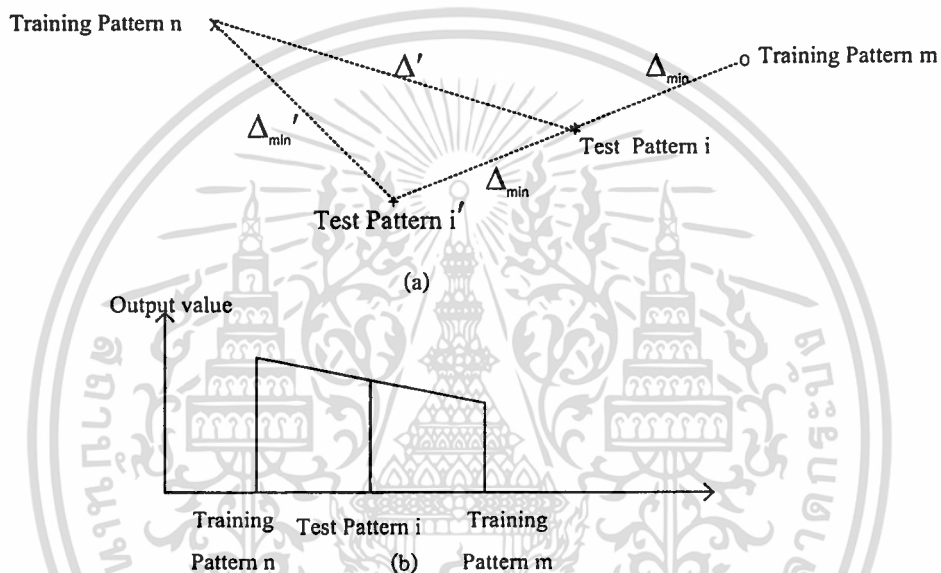 Training Pattern n
Δ'
Δmin
Training Pattern m
Δmin'
Test Pattern i
Δmin
Test Pattern i'
(a)
Output value
Training Test Pattern i Training
Pattern n (b) Pattern m